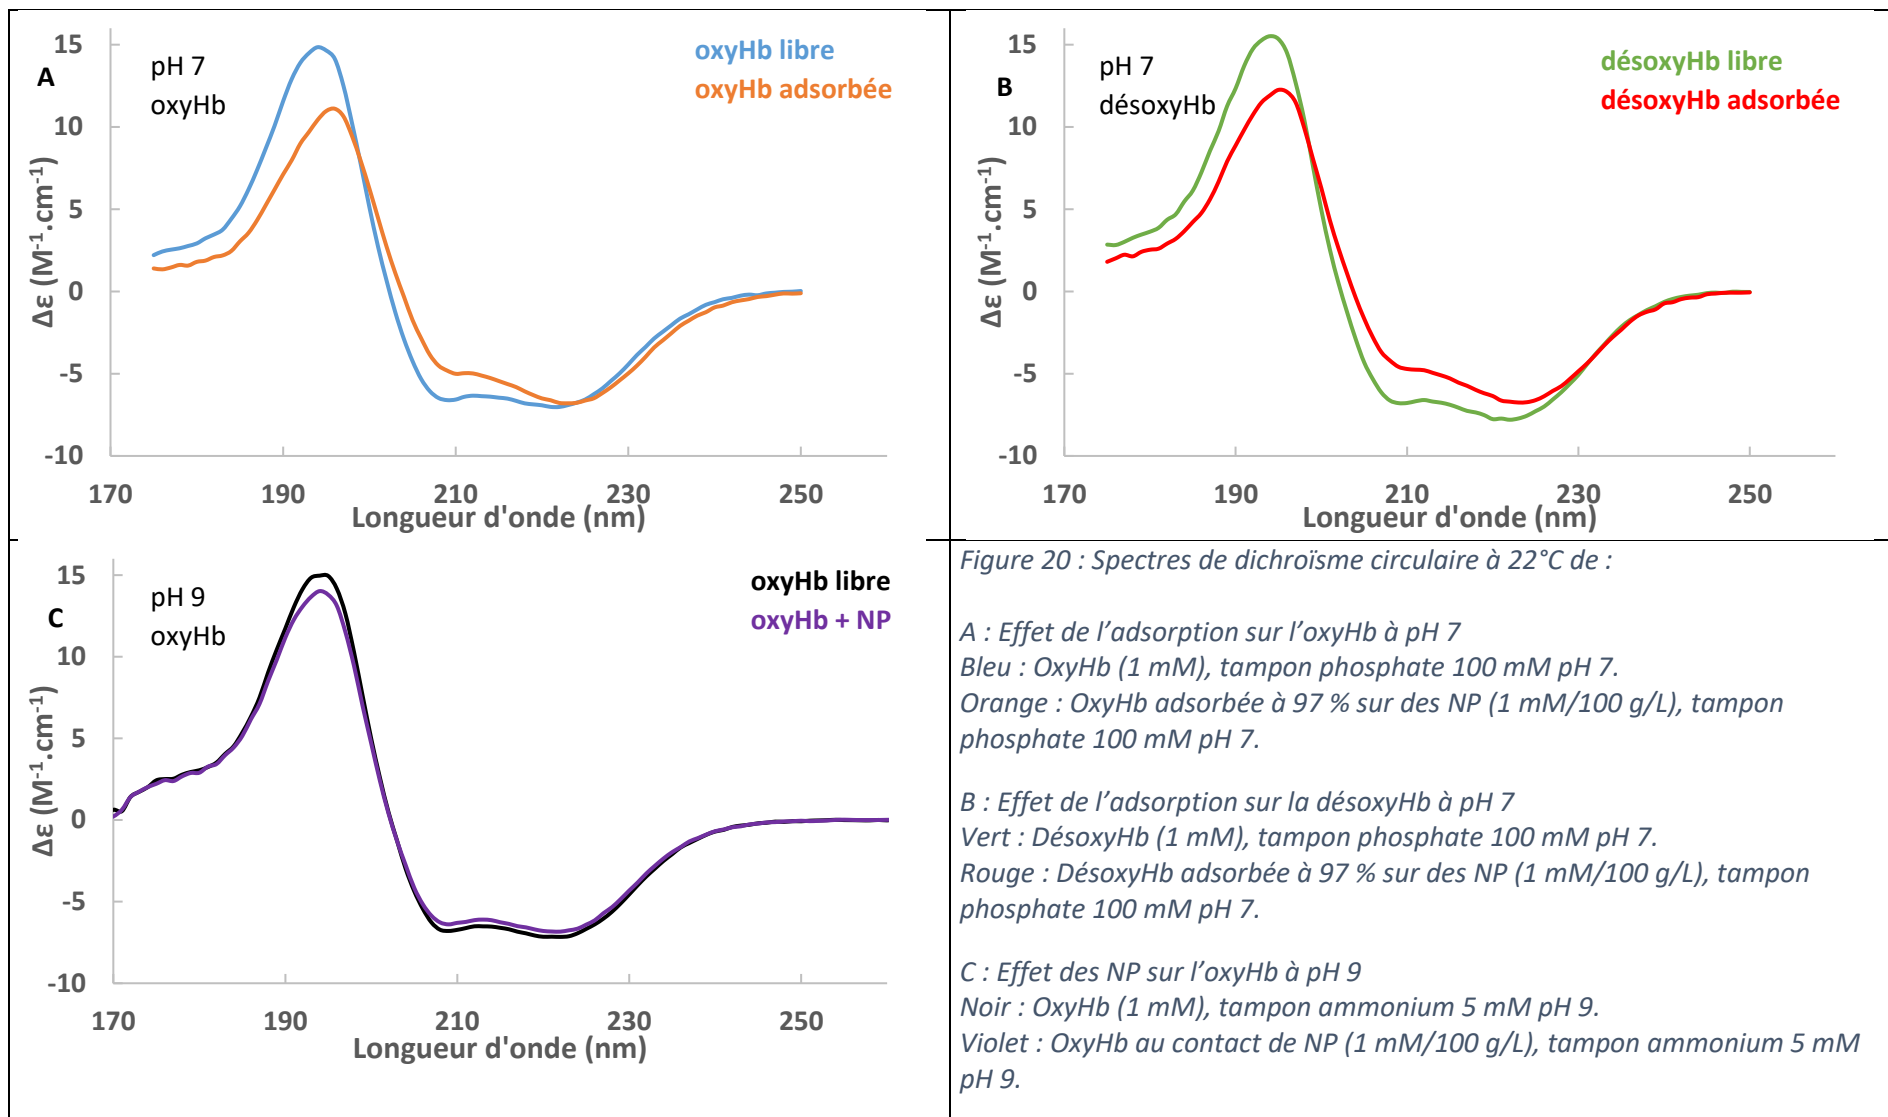 A
pH 7
oxyHb
oxyHb libre
oxyHb adsorbée
15
10
5
0
-5
-10
Δε (M-1.cm-1)
170 190 210 230 250
Longueur d'onde (nm)
B
pH 7
désoxyHb
désoxyHb libre
désoxyHb adsorbée
15
10
5
0
-5
-10
Δε (M-1.cm-1)
170 190 210 230 250
Longueur d'onde (nm)
C
pH 9
oxyHb
oxyHb libre
oxyHb + NP
15
10
5
0
-5
-10
Δε (M-1.cm-1)
170 190 210 230 250
Longueur d'onde (nm)
Figure 20 : Spectres de dichroïsme circulaire à 22°C de :
A : Effet de l'adsorption sur l'oxyHb à pH 7
Bleu : OxyHb (1 mM), tampon phosphate 100 mM pH 7.
Orange : OxyHb adsorbée à 97 % sur des NP (1 mM/100 g/L), tampon
phosphate 100 mM pH 7.
B : Effet de l'adsorption sur la désoxyHb à pH 7
Vert : DésoxyHb (1 mM), tampon phosphate 100 mM pH 7.
Rouge : DésoxyHb adsorbée à 97 % sur des NP (1 mM/100 g/L), tampon
phosphate 100 mM pH 7.
C : Effet des NP sur l'oxyHb à pH 9
Noir : OxyHb (1 mM), tampon ammonium 5 mM pH 9.
Violet : OxyHb au contact de NP (1 mM/100 g/L), tampon ammonium 5 mM
pH 9.